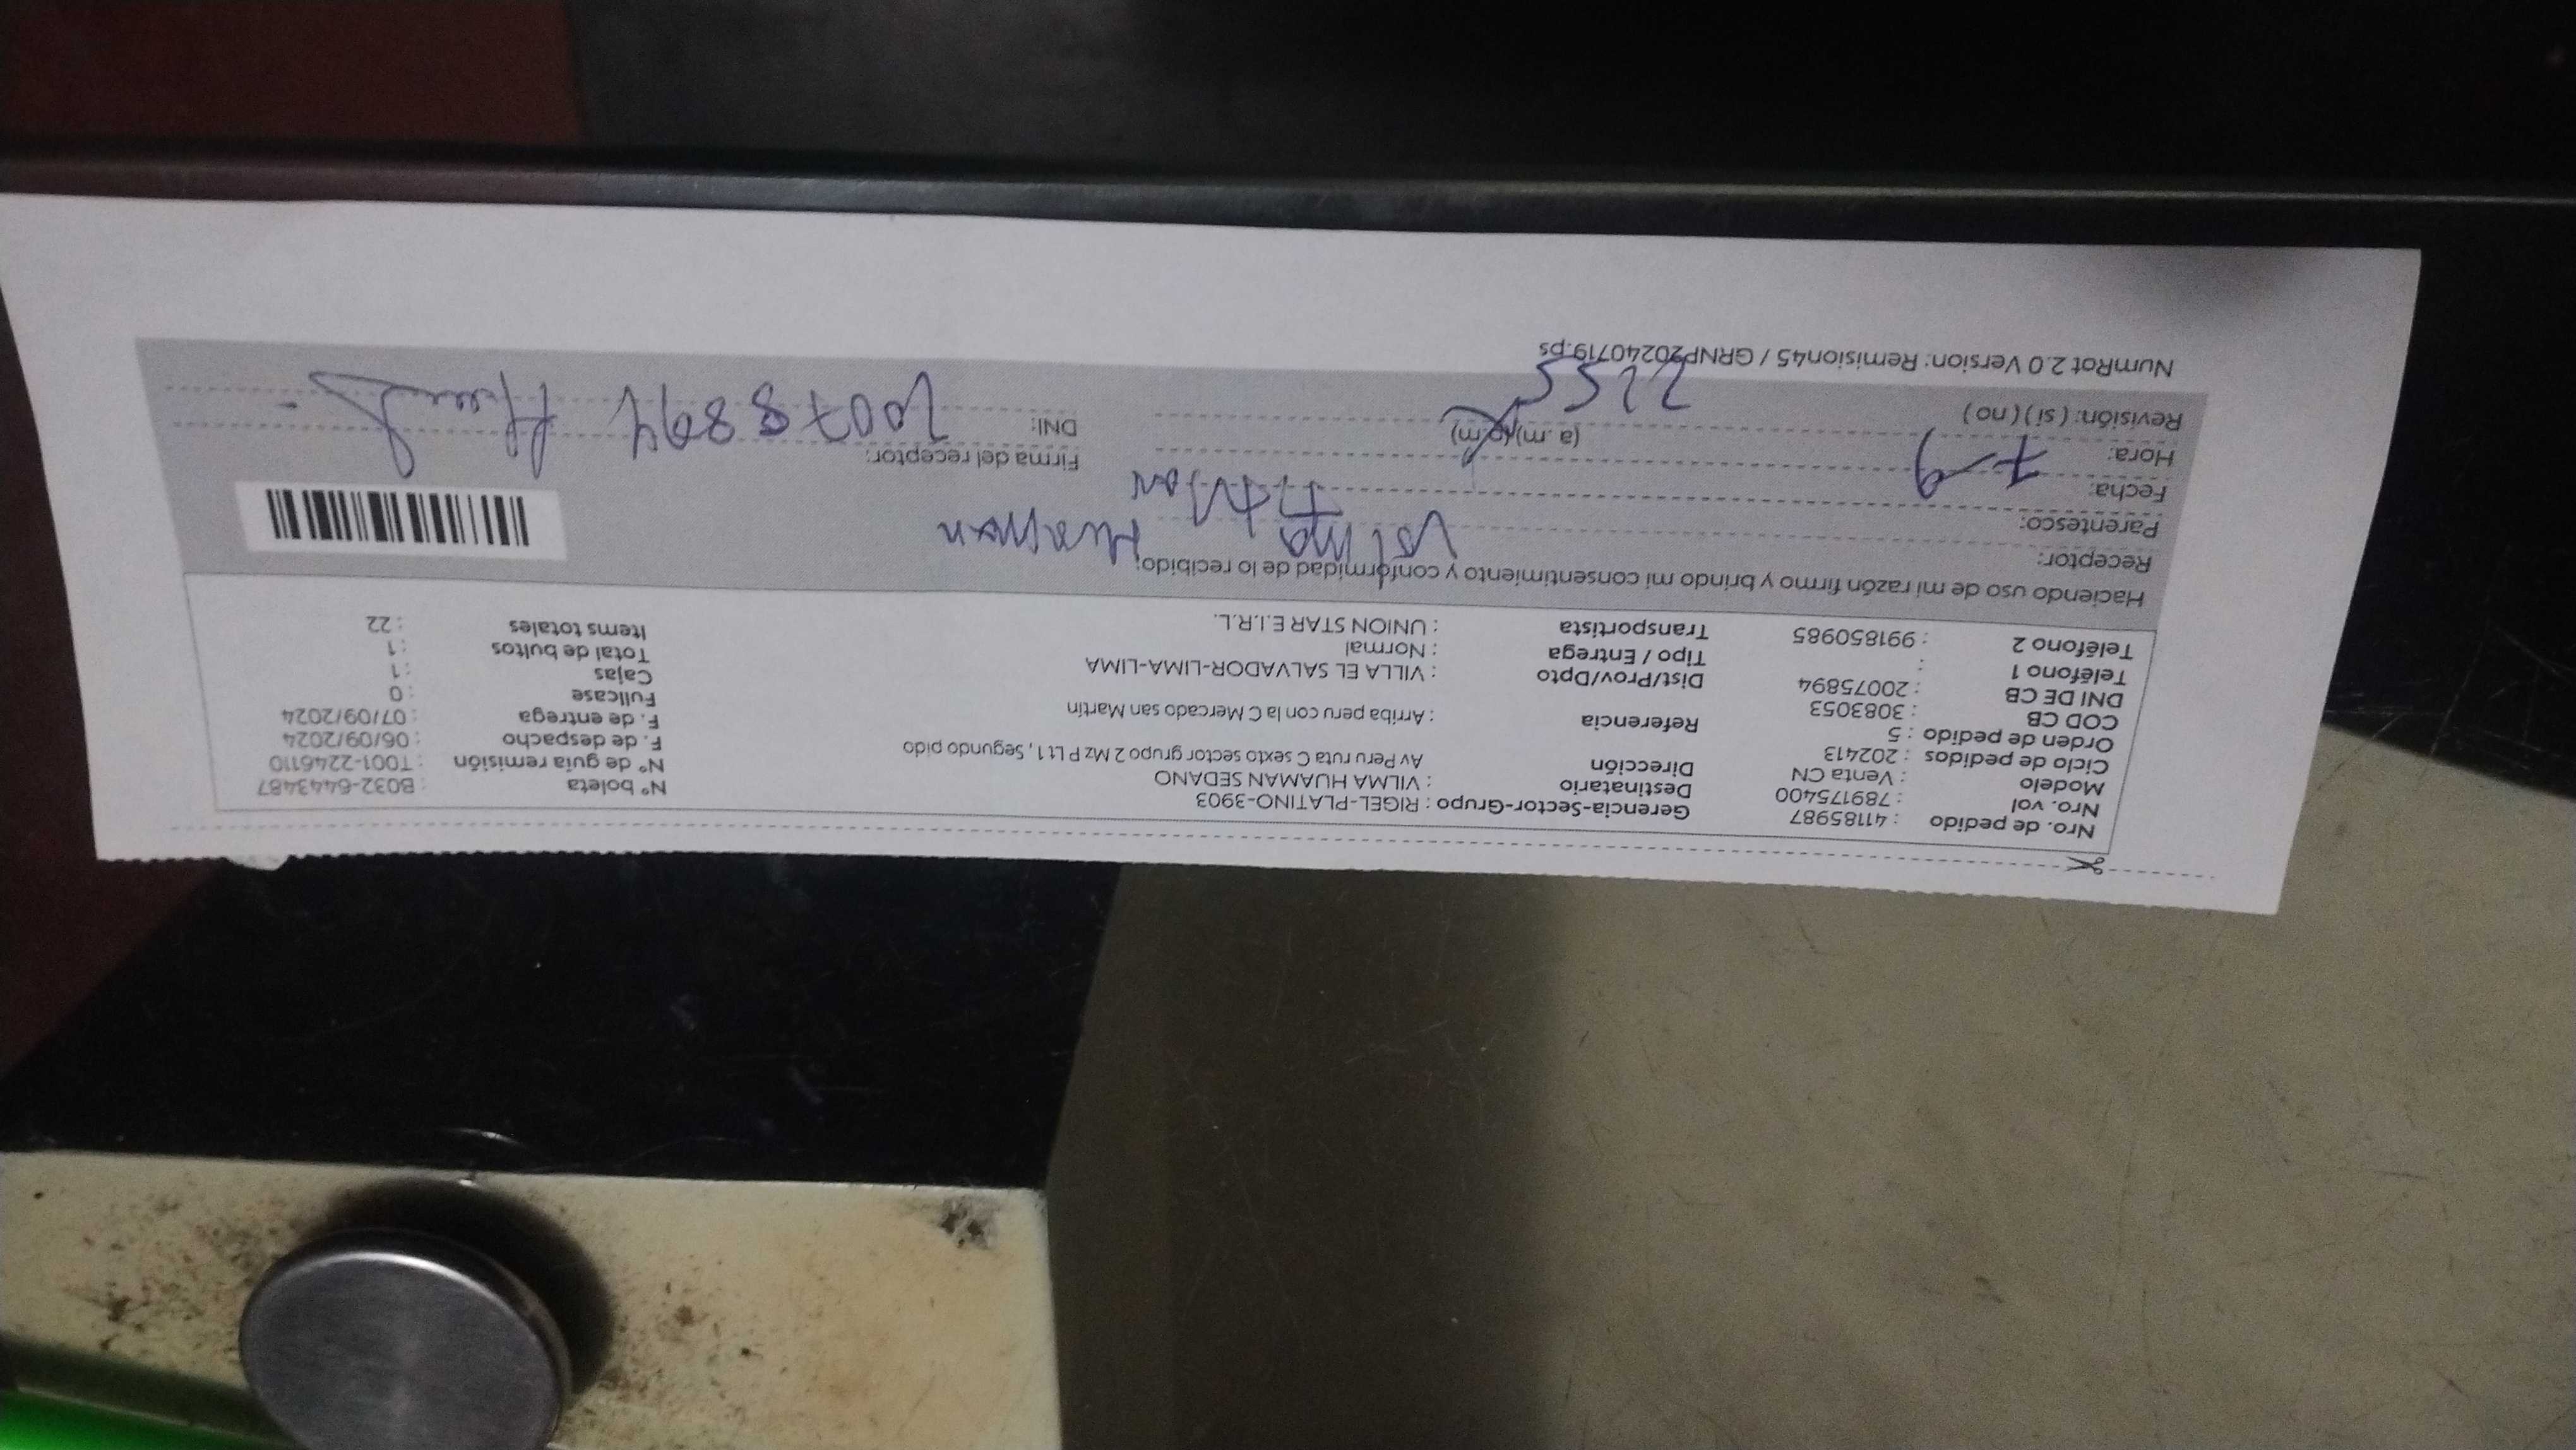 Nro. de pedido : 41185987 Gerencia-Sector-Grupo : RIGEL-PLATINO-3903 N° boleta : B032-6443487
Nro. vol : 789175400 Destinatario : VILMA HUAMAN SEDANO N° de guía remisión : T001-2246110
Modelo : Venta CN Dirección Av Peru ruta C sexto sector grupo 2 Mz P Lt 1, Segundo pido F. de despacho : 06/09/2024
Ciclo de pedidos : 202413 F. de entrega : 07/09/2024
Orden de pedido : 5 Referencia : Arriba peru con la C Mercado san Martin Fullcase : 0
COD CB : 3083053 Cajas : 1
DNI DE CB : 20075894 Dist/Prov/Dpto : VILLA EL SALVADOR-LIMA-LIMA Total de bultos : 1
Teléfono 1 : Tipo / Entrega : Normal Items totales : 22
Teléfono 2 : 991850985 Transportista : UNION STAR E.I.R.L.
Haciendo uso de mi razón firmo y brindo mi consentimiento y conformidad de lo recibido:
Receptor: Vilma Huaman
Parentesco: Titular
Fecha: 7-9
Hora: (a.m) (p.m) Firma del receptor:
Revisión: ( si ) ( no ) 2255 DNI:
NumRot 2.0 Version: Remision45 / GRNP20240719.ps